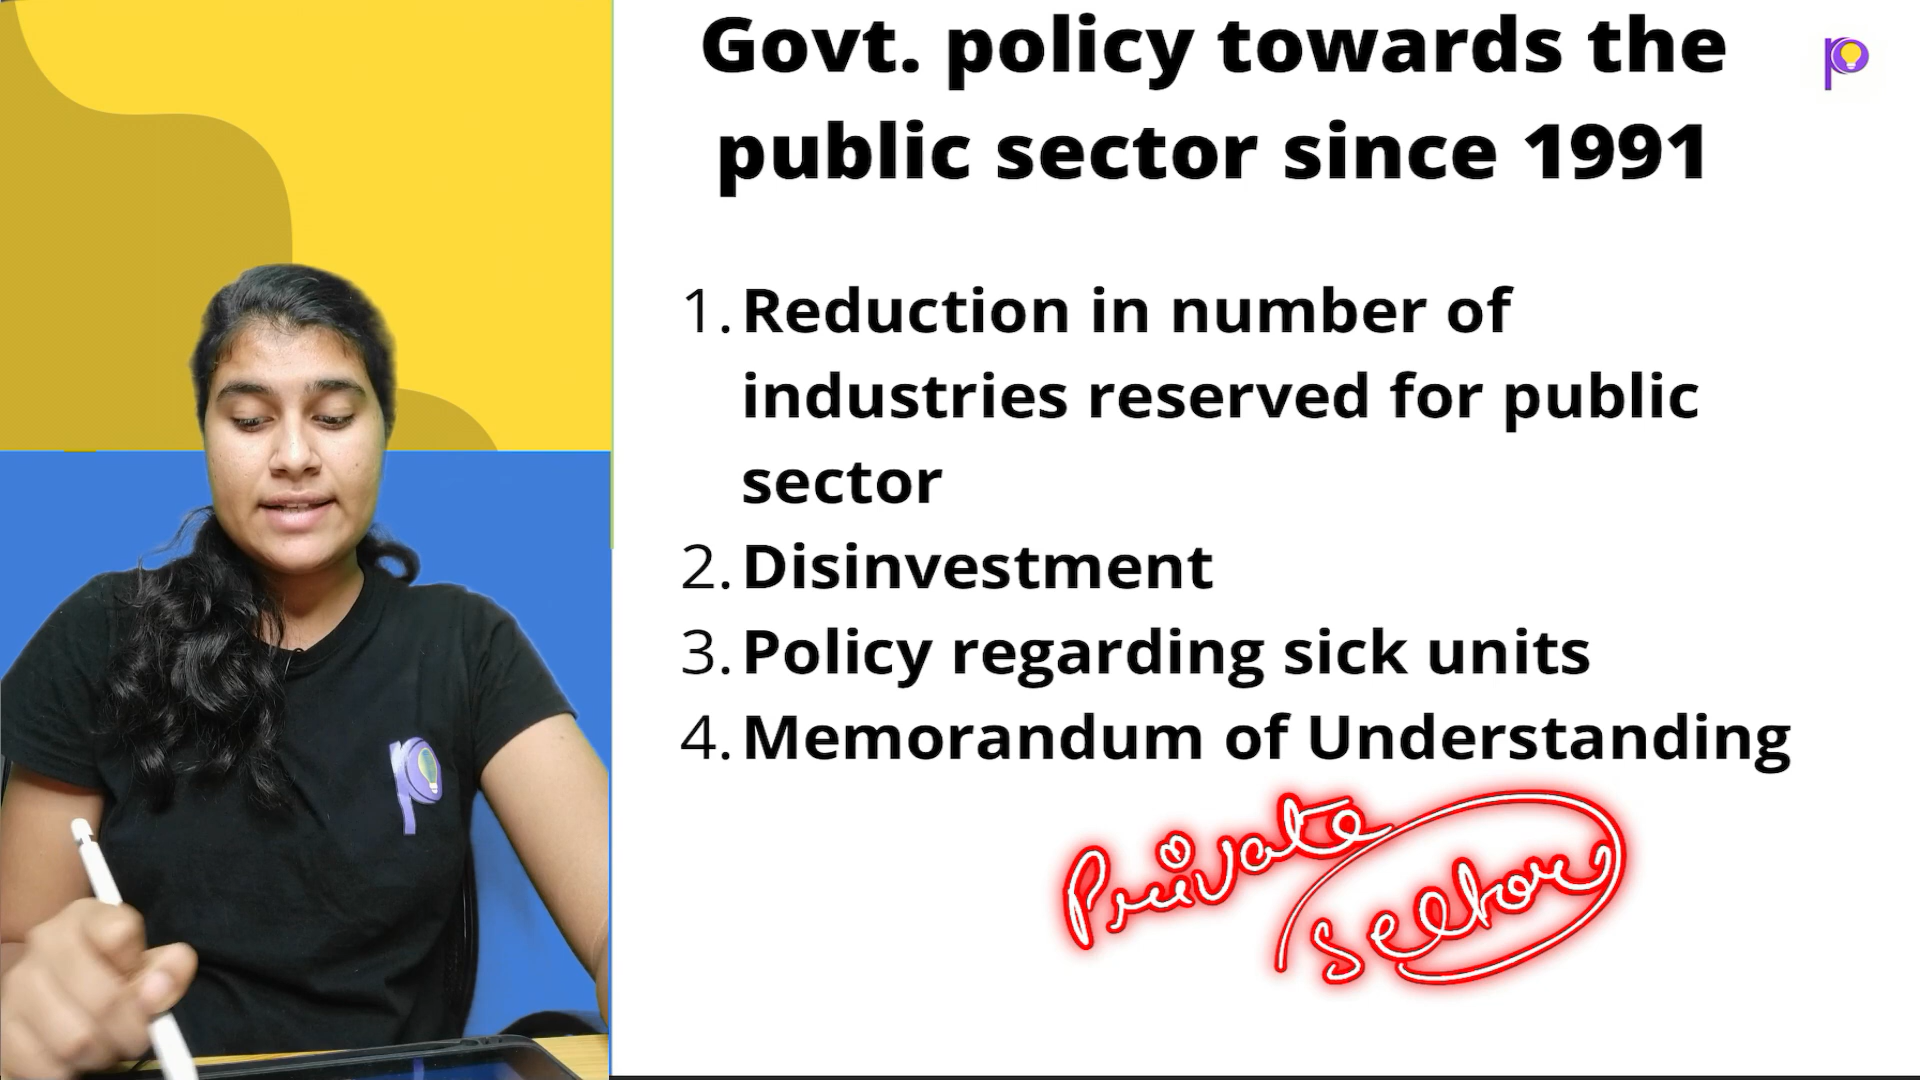 Govt. policy towards the
public sector since 1991
1. Reduction in number of
industries reserved for public
sector
2. Disinvestment
3. Policy regarding sick units
4. Memorandum of Understanding
Private
Sector